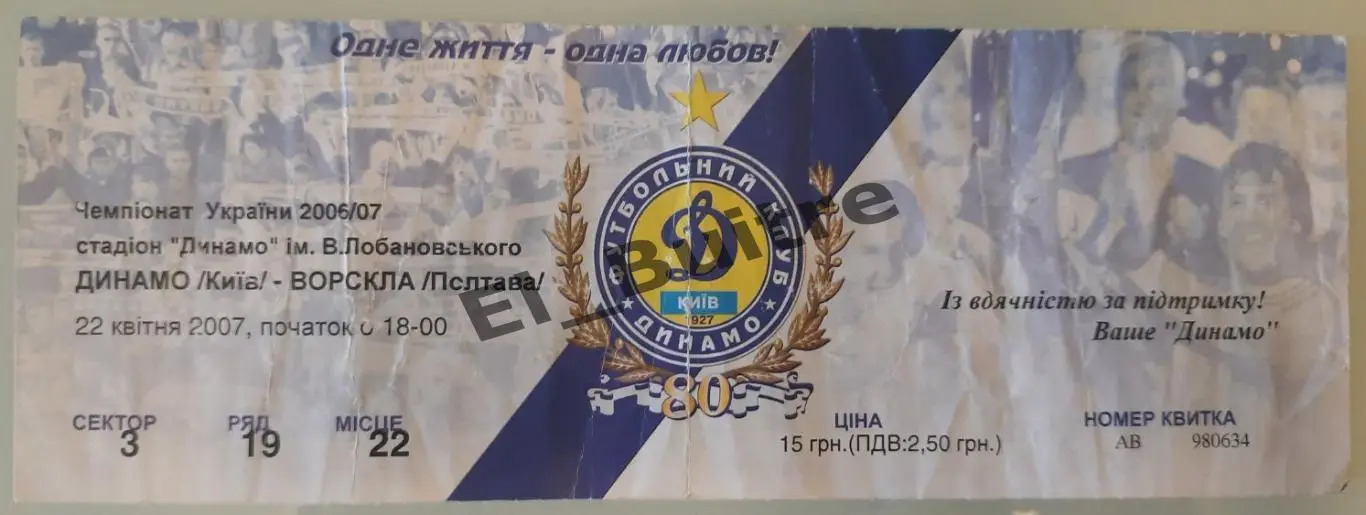 Одне життя - одна любов!
Чемпіонат України 2006/07
стадіон "Динамо" ім. В.Лобановського
ДИНАМО /Київ/ - ВОРСКЛА /Полтава/
22 квітня 2007, початок о 18-00
СЕКТОР РЯД МІСЦЕ
3 19 22
ФУТБОЛЬНИЙ КЛУБ
КИЇВ
1927
ДИНАМО
80
El_Buitre
Із вдячністю за підтримку!
Ваше "Динамо"
ЦІНА
15 грн.(ПДВ:2,50 грн.)
НОМЕР КВИТКА
АВ 980634